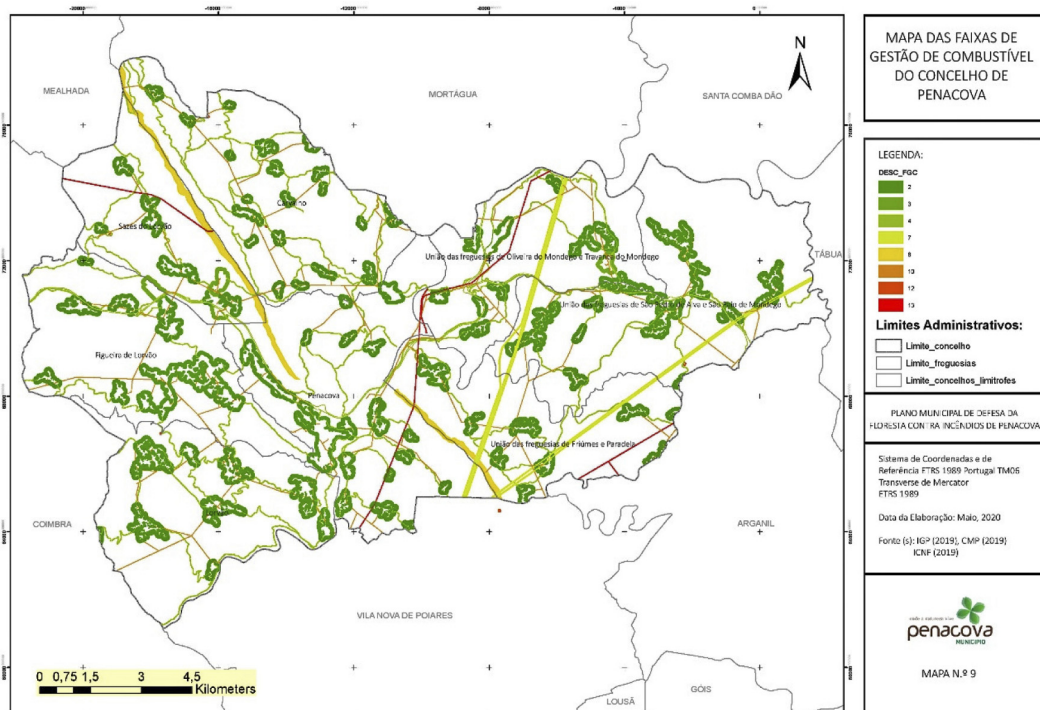 MAPA DAS FAIXAS DE
GESTÃO DE COMBUSTÍVEL
DO CONCELHO DE
PENACOVA
LEGENDA:
DESC_FGC
2
3
4
7
8
10
12
13
Limites Administrativos:
Limite_concelho
Limite_freguesias
Limite_concelhos_limitrofes
PLANO MUNICIPAL DE DEFESA DA
FLORESTA CONTRA INCÊNDIOS DE PENACOVA
Sistema de Coordenadas e de
Referência ETRS 1989 Portugal TM06
Transverse de Mercator
ETRS 1989
Data da Elaboração: Maio, 2020
Fonte (s): IGP (2019), CMP (2019)
ICNF (2019)
penacova
MUNICÍPIO
MAPA N.º 9
N
MEALHADA
MORTÁGUA
SANTA COMBA DÃO
TÁBUA
Carvalho
União das freguesias de Oliveira do Mondego e Travanca do Mondego
Figueira de Lorvão
Penacova
União das freguesias de Friúmes e Paradela
COIMBRA
ARGANIL
VILA NOVA DE POIARES
LOUSÃ
GÓIS
0 0,75 1,5 3 4,5
Kilometers